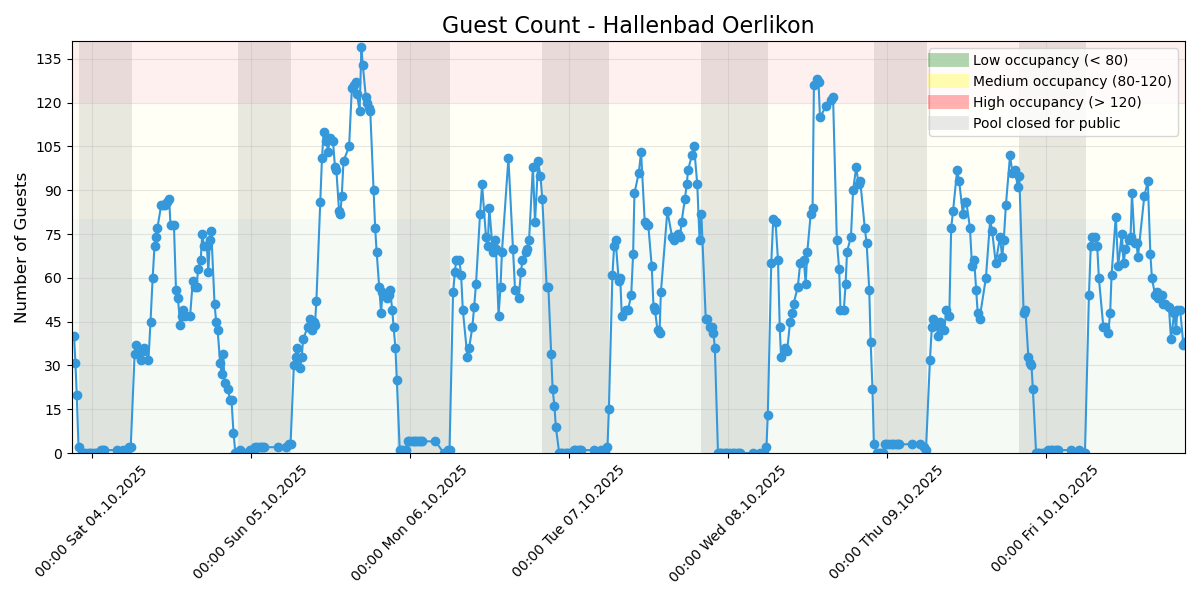 Guest Count - Hallenbad Oerlikon
Number of Guests
135
120
105
90
75
60
45
30
15
0
Low occupancy (< 80)
Medium occupancy (80-120)
High occupancy (> 120)
Pool closed for public
00:00 Sat 04.10.2025
00:00 Sun 05.10.2025
00:00 Mon 06.10.2025
00:00 Tue 07.10.2025
00:00 Wed 08.10.2025
00:00 Thu 09.10.2025
00:00 Fri 10.10.2025